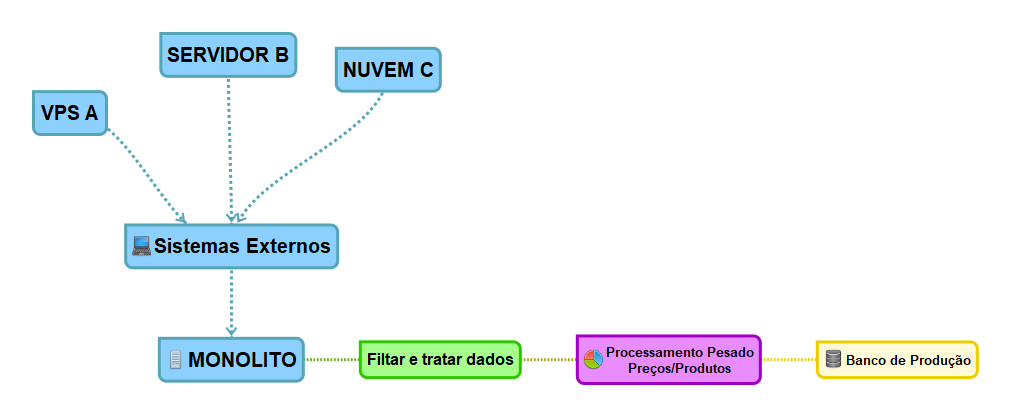 SERVIDOR B
NUVEM C
VPS A
Sistemas Externos
MONOLITO
Filtar e tratar dados
Processamento Pesado
Preços/Produtos
Banco de Produção